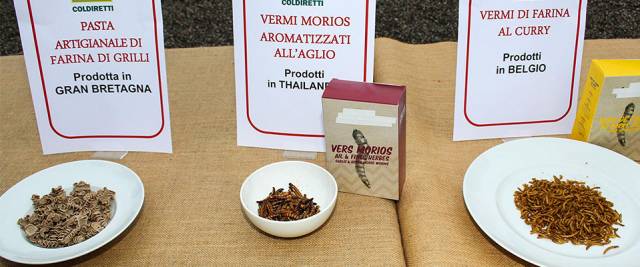 COLDIRETTI
PASTA
ARTIGIANALE DI
FARINA DI GRILLI
Prodotta in
GRAN BRETAGNA
COLDIRETTI
VERMI MORIOS
AROMATIZZATI
ALL'AGLIO
Prodotti
in THAILAND
VERS MORIOS
AIL & FINES HERBES
VERMI DI FARINA
AL CURRY
Prodotti
in BELGIO